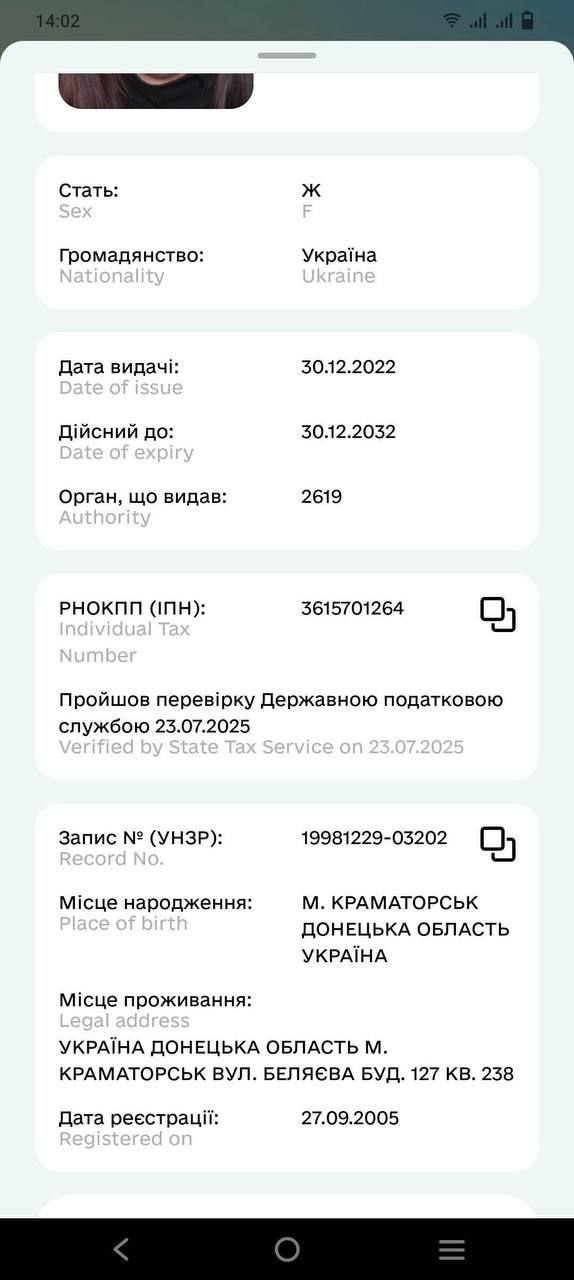 14:02
Стать: Ж
Sex F
Громадянство: Україна
Nationality Ukraine
Дата видачі: 30.12.2022
Date of issue
Дійсний до: 30.12.2032
Date of expiry
Орган, що видав: 2619
Authority
РНОКПП (ІПН): 3615701264
Individual Tax
Number
Пройшов перевірку Державною податковою
службою 23.07.2025
Verified by State Tax Service on 23.07.2025
Запис № (УНЗР): 19981229-03202
Record No.
Місце народження: М. КРАМАТОРСЬК
Place of birth ДОНЕЦЬКА ОБЛАСТЬ
УКРАЇНА
Місце проживання:
Legal address
УКРАЇНА ДОНЕЦЬКА ОБЛАСТЬ М.
КРАМАТОРСЬК ВУЛ. БЕЛЯЄВА БУД. 127 КВ. 238
Дата реєстрації: 27.09.2005
Registered on